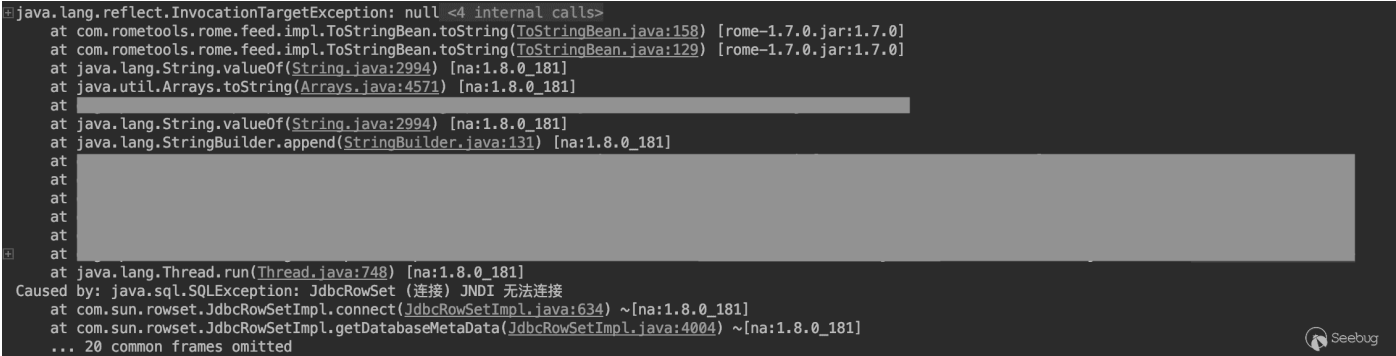 java.lang.reflect.InvocationTargetException: null <4 internal calls>
at com.rometools.rome.feed.impl.ToStringBean.toString(ToStringBean.java:158) [rome-1.7.0.jar:1.7.0]
at com.rometools.rome.feed.impl.ToStringBean.toString(ToStringBean.java:129) [rome-1.7.0.jar:1.7.0]
at java.lang.String.valueOf(String.java:2994) [na:1.8.0_181]
at java.util.Arrays.toString(Arrays.java:4571) [na:1.8.0_181]
at
at java.lang.String.valueOf(String.java:2994) [na:1.8.0_181]
at java.lang.StringBuilder.append(StringBuilder.java:131) [na:1.8.0_181]
at
at
at
at
at
at
at java.lang.Thread.run(Thread.java:748) [na:1.8.0_181]
Caused by: java.sql.SQLException: JdbcRowSet (连接) JNDI 无法连接
at com.sun.rowset.JdbcRowSetImpl.connect(JdbcRowSetImpl.java:634) ~[na:1.8.0_181]
at com.sun.rowset.JdbcRowSetImpl.getDatabaseMetaData(JdbcRowSetImpl.java:4004) ~[na:1.8.0_181]
... 20 common frames omitted
Seebug